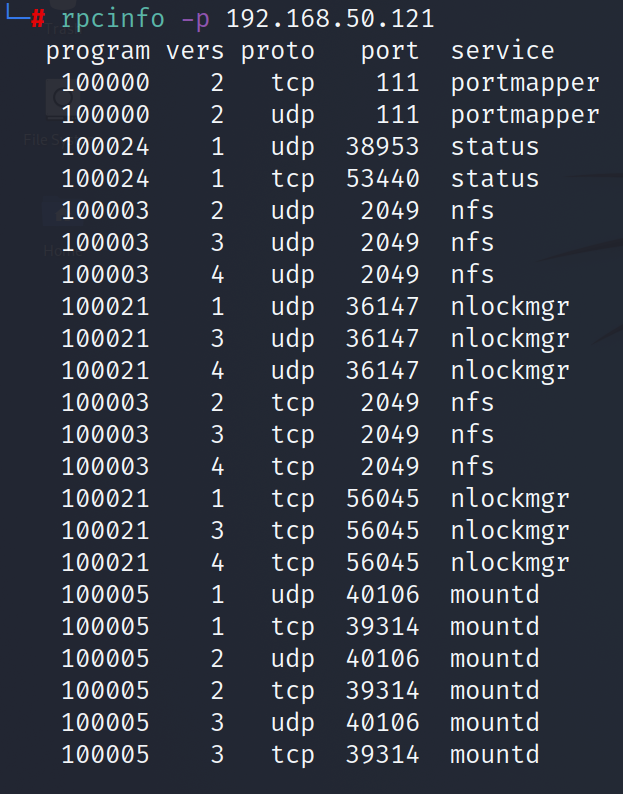 └─# rpcinfo -p 192.168.50.121
   program vers proto   port  service
    100000    2   tcp    111  portmapper
    100000    2   udp    111  portmapper
    100024    1   udp  38953  status
    100024    1   tcp  53440  status
    100003    2   udp   2049  nfs
    100003    3   udp   2049  nfs
    100003    4   udp   2049  nfs
    100021    1   udp  36147  nlockmgr
    100021    3   udp  36147  nlockmgr
    100021    4   udp  36147  nlockmgr
    100003    2   tcp   2049  nfs
    100003    3   tcp   2049  nfs
    100003    4   tcp   2049  nfs
    100021    1   tcp  56045  nlockmgr
    100021    3   tcp  56045  nlockmgr
    100021    4   tcp  56045  nlockmgr
    100005    1   udp  40106  mountd
    100005    1   tcp  39314  mountd
    100005    2   udp  40106  mountd
    100005    2   tcp  39314  mountd
    100005    3   udp  40106  mountd
    100005    3   tcp  39314  mountd